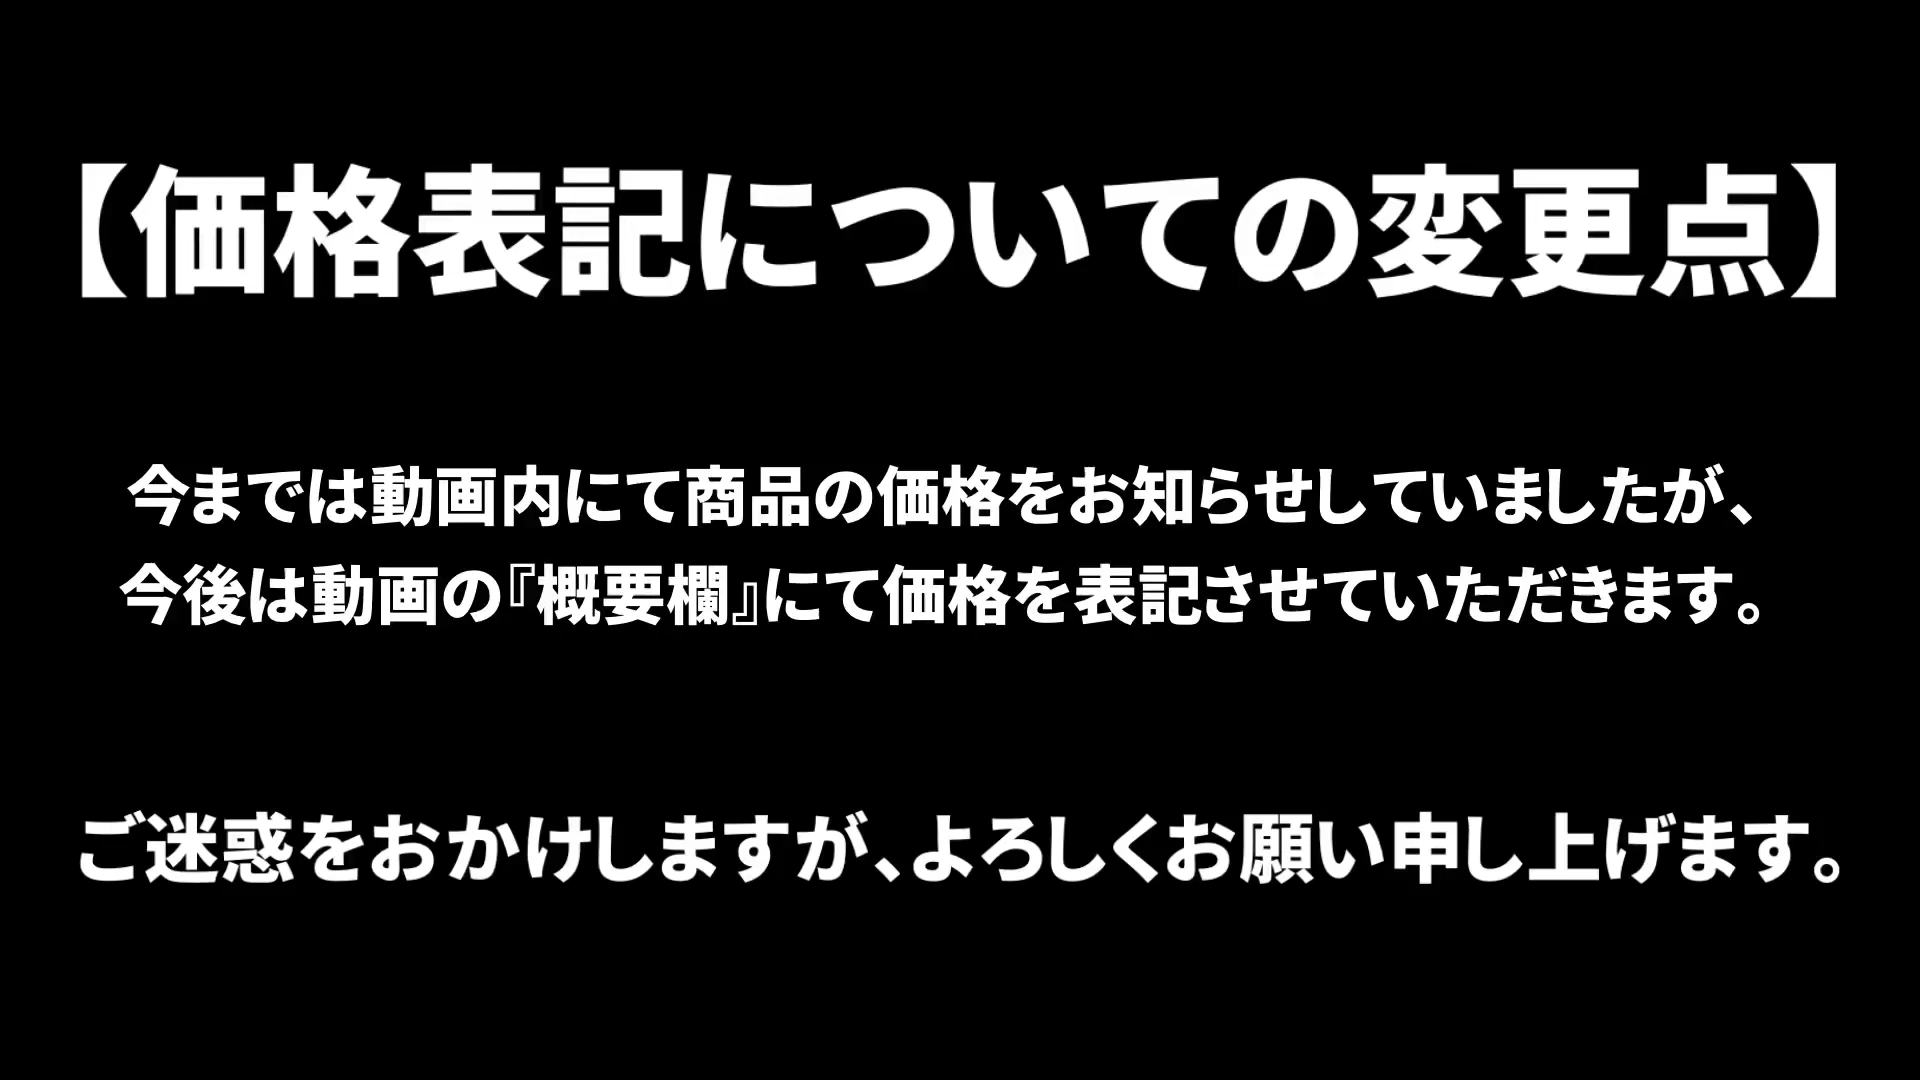 【価格表記についての変更点】
今までは動画内にて商品の価格をお知らせしていましたが、
今後は動画の『概要欄』にて価格を表記させていただきます。
ご迷惑をおかけしますが、よろしくお願い申し上げます。